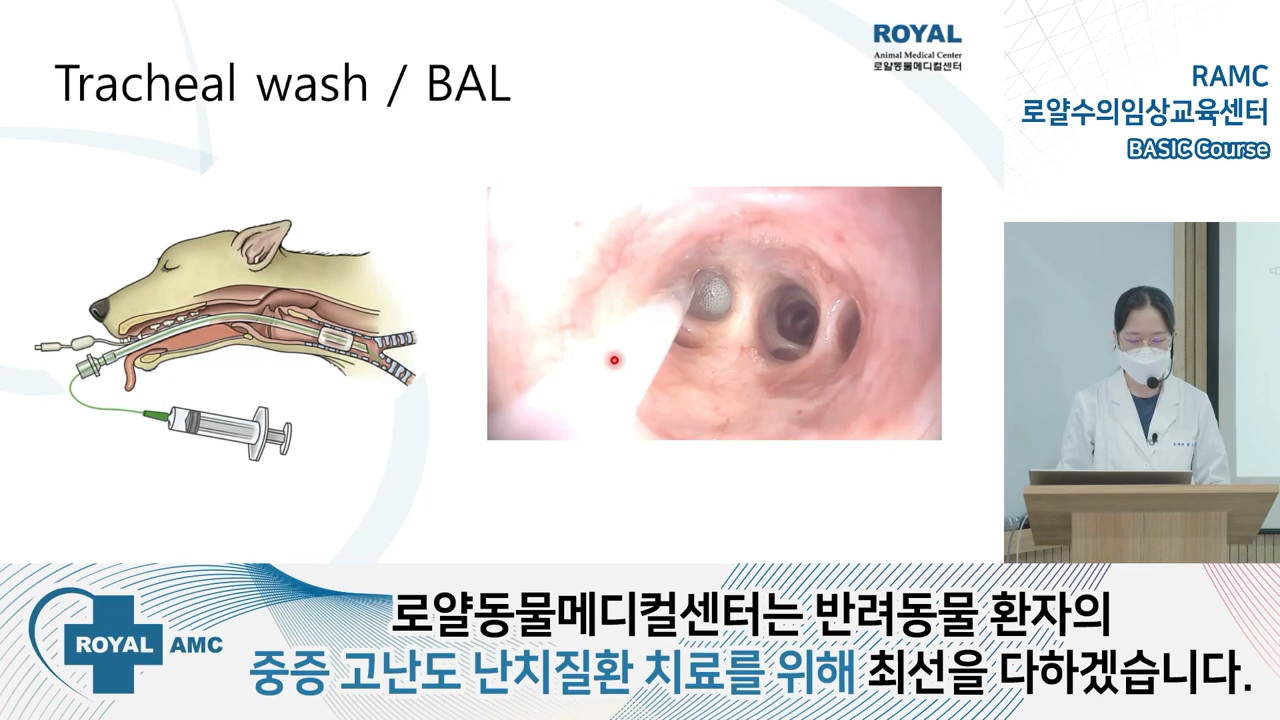 Tracheal wash / BAL
ROYAL
Animal Medical Center
로얄동물메디컬센터
RAMC
로얄수의임상교육센터
BASIC Course
ROYAL AMC
로얄동물메디컬센터는 반려동물 환자의
중증 고난도 난치질환 치료를 위해 최선을 다하겠습니다.